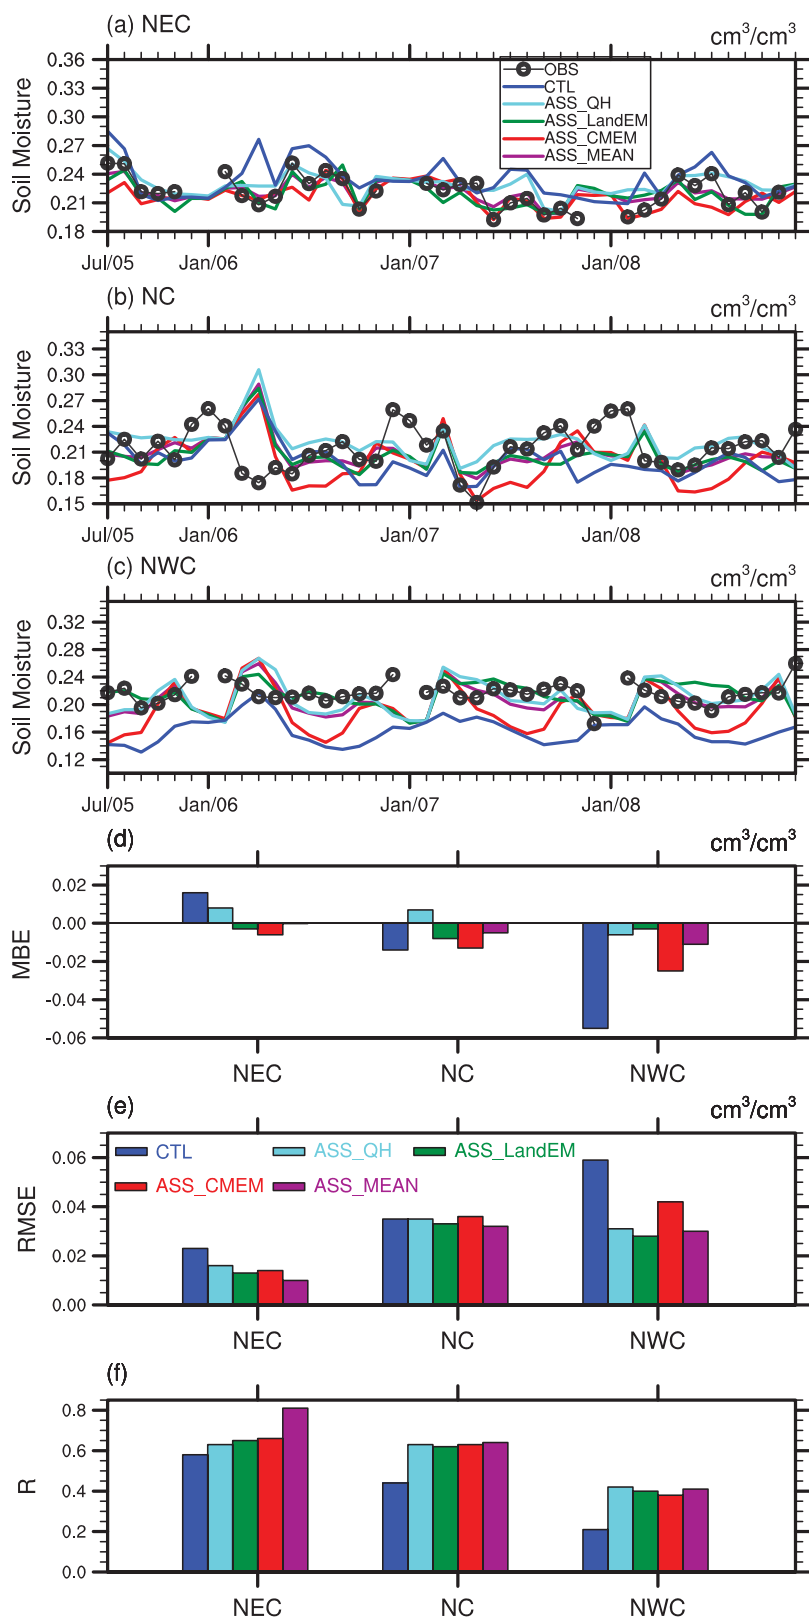 (a) NEC
cm3/cm3
Soil Moisture
0.36
0.33
0.30
0.27
0.24
0.21
0.18
OBS
CTL
ASS_QH
ASS_LandEM
ASS_CMEM
ASS_MEAN
Jul/05 Jan/06 Jan/07 Jan/08
(b) NC
cm3/cm3
Soil Moisture
0.33
0.30
0.27
0.24
0.21
0.18
0.15
Jul/05 Jan/06 Jan/07 Jan/08
(c) NWC
cm3/cm3
Soil Moisture
0.32
0.28
0.24
0.20
0.16
0.12
Jul/05 Jan/06 Jan/07 Jan/08
(d)
cm3/cm3
MBE
0.02
0.00
-0.02
-0.04
-0.06
NEC NC NWC
(e)
cm3/cm3
RMSE
0.06
0.04
0.02
0.00
CTL ASS_QH ASS_LandEM
ASS_CMEM ASS_MEAN
NEC NC NWC
(f)
R
0.8
0.6
0.4
0.2
0.0
NEC NC NWC